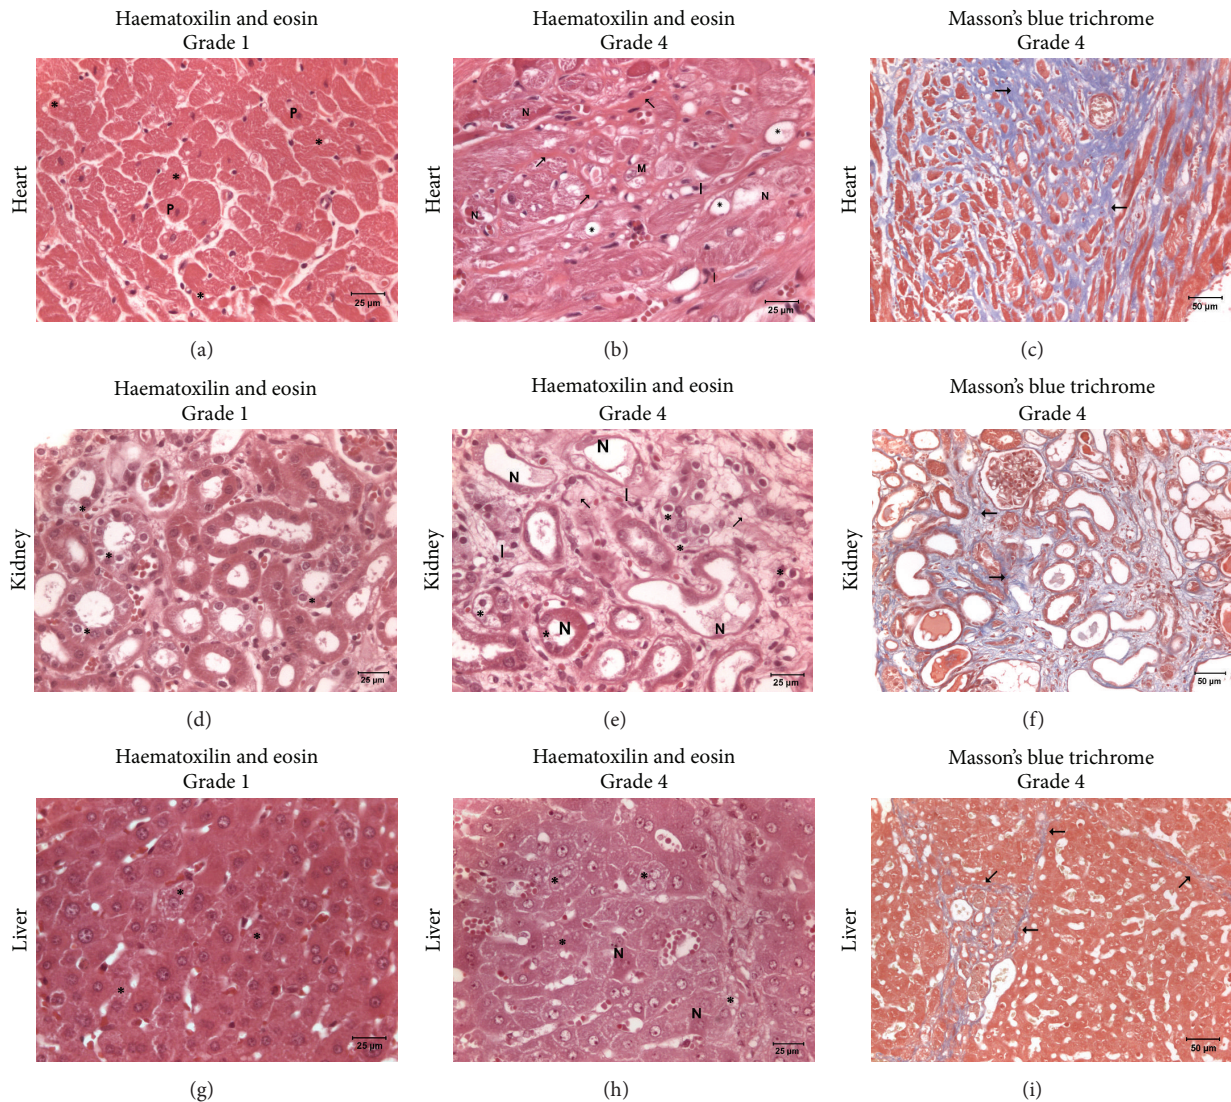 Haematoxilin and eosin
Grade 1
Haematoxilin and eosin
Grade 4
Masson's blue trichrome
Grade 4
Heart
*
P
*
*
P
*
25 µm
Heart
N
*
M
N
N
*
*
I
I
25 µm
Heart
50 µm
(a)
(b)
(c)
Haematoxilin and eosin
Grade 1
Haematoxilin and eosin
Grade 4
Masson's blue trichrome
Grade 4
Kidney
*
*
*
*
25 µm
Kidney
N
N
I
I
*
*
*
*
*
N
N
25 µm
Kidney
50 µm
(d)
(e)
(f)
Haematoxilin and eosin
Grade 1
Haematoxilin and eosin
Grade 4
Masson's blue trichrome
Grade 4
Liver
*
*
*
25 µm
Liver
*
*
*
N
*
N
25 µm
Liver
50 µm
(g)
(h)
(i)